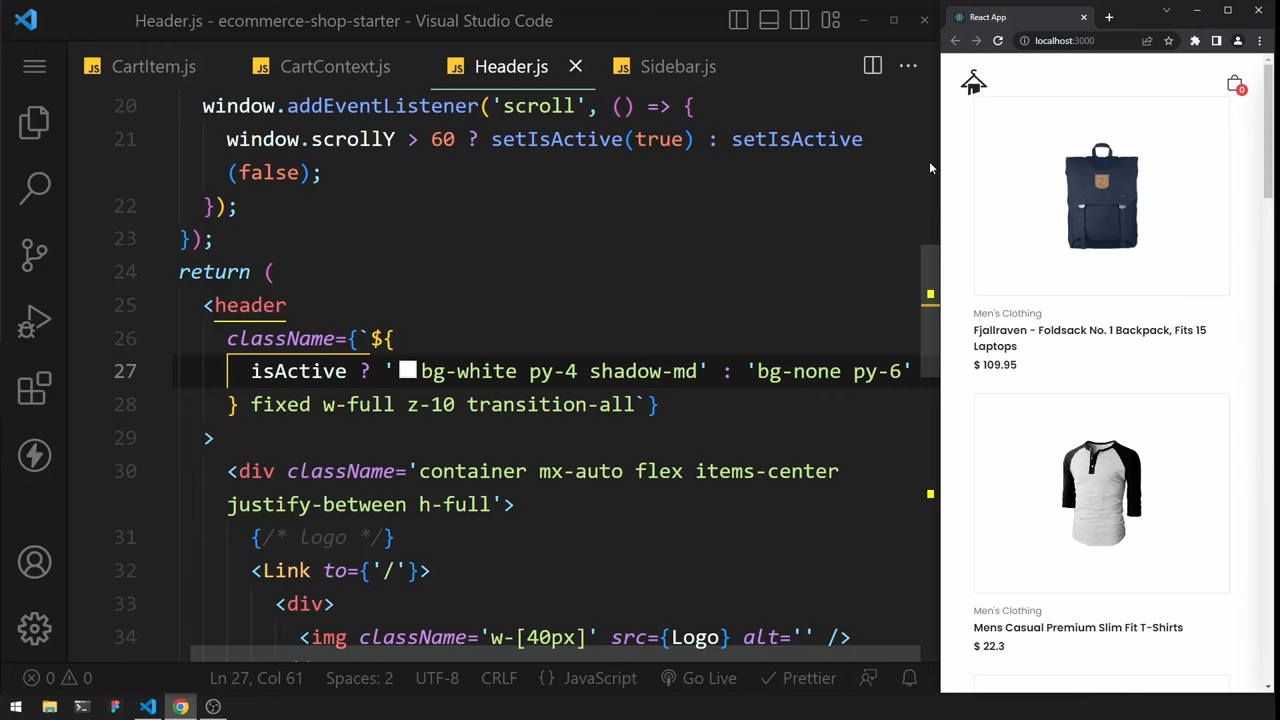 Header.js - ecommerce-shop-starter - Visual Studio Code
JS CartItem.js
JS CartContext.js
JS Header.js
JS Sidebar.js
20 window.addEventListener('scroll', () => {
21 window.scrollY > 60 ? setIsActive(true) : setIsActive
(false);
22 });
23 });
24 return (
25 <header
26 className={`${
27 isActive ? 'bg-white py-4 shadow-md' : 'bg-none py-6'
28 } fixed w-full z-10 transition-all`}
29 >
30 <div className='container mx-auto flex items-center
justify-between h-full'>
31 {/* logo */}
32 <Link to={'/'}>
33 <div>
34 <img className='w-[40px]' src={Logo} alt='' />
0 0 Ln 27, Col 61 Spaces: 2 UTF-8 CRLF {} JavaScript Go Live Prettier
React App
localhost:3000
0
Men's Clothing
Fjallraven - Foldsack No. 1 Backpack, Fits 15
Laptops
$ 109.95
Men's Clothing
Mens Casual Premium Slim Fit T-Shirts
$ 22.3